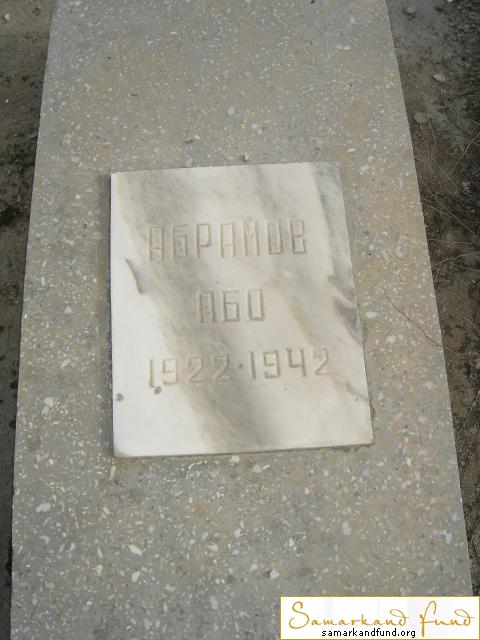 АБРАМОВ
АБО
1922·1942
Samarkand Fund
samarkandfund.org